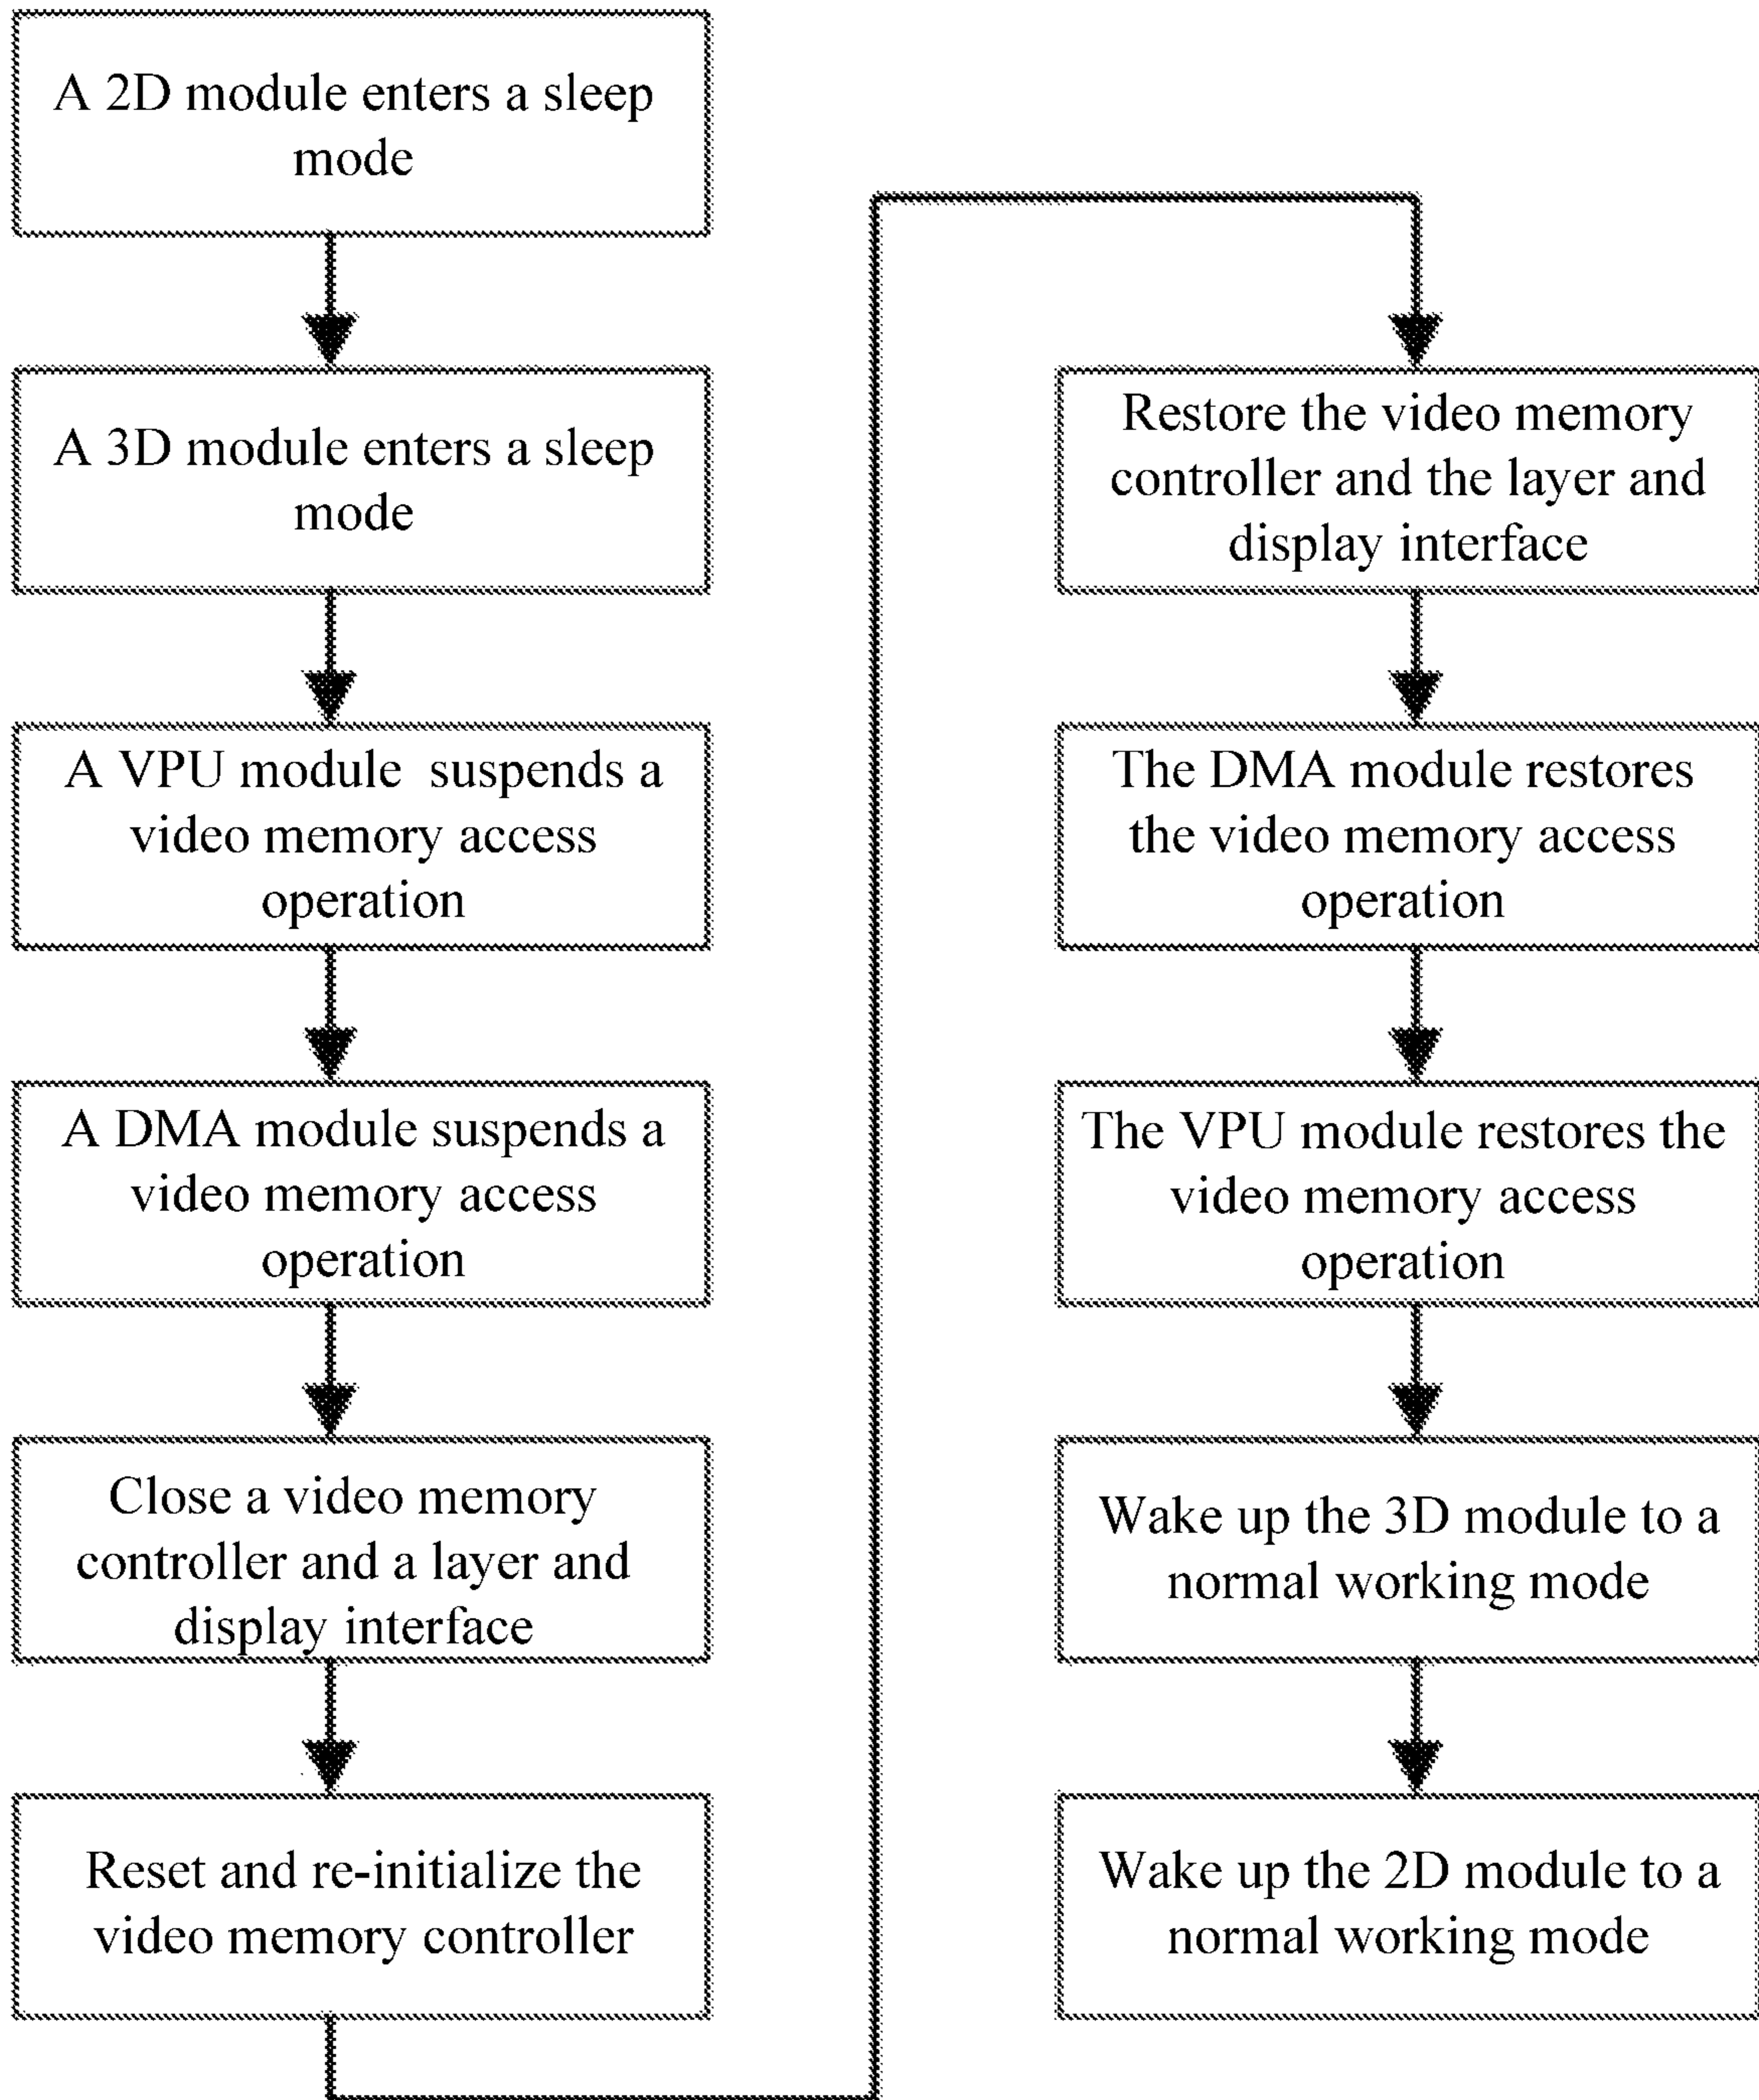 A 2D module enters a sleep
mode
A 3D module enters a sleep
mode
A VPU module suspends a
video memory access
operation
A DMA module suspends a
video memory access
operation
Close a video memory
controller and a layer and
display interface
Reset and re-initialize the
video memory controller
Restore the video memory
controller and the layer and
display interface
The DMA module restores
the video memory access
operation
The VPU module restores the
video memory access
operation
Wake up the 3D module to a
normal working mode
Wake up the 2D module to a
normal working mode